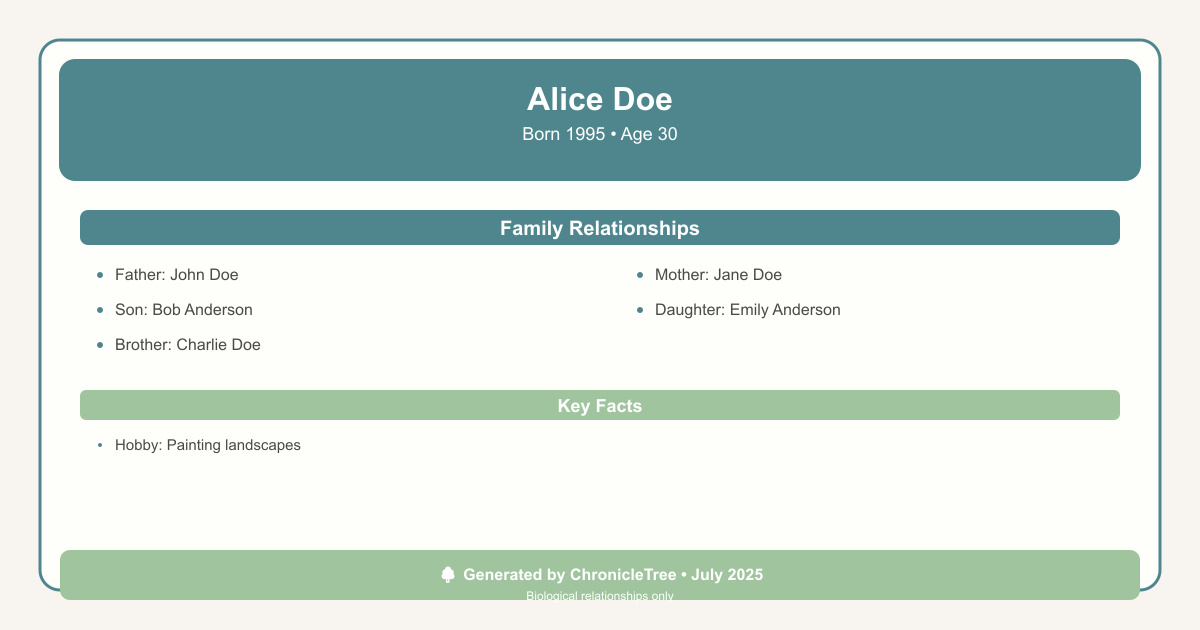 Alice Doe
Born 1995 • Age 30
Family Relationships
• Father: John Doe
• Mother: Jane Doe
• Son: Bob Anderson
• Daughter: Emily Anderson
• Brother: Charlie Doe
Key Facts
• Hobby: Painting landscapes
Generated by ChronicleTree • July 2025
Biological relationships only